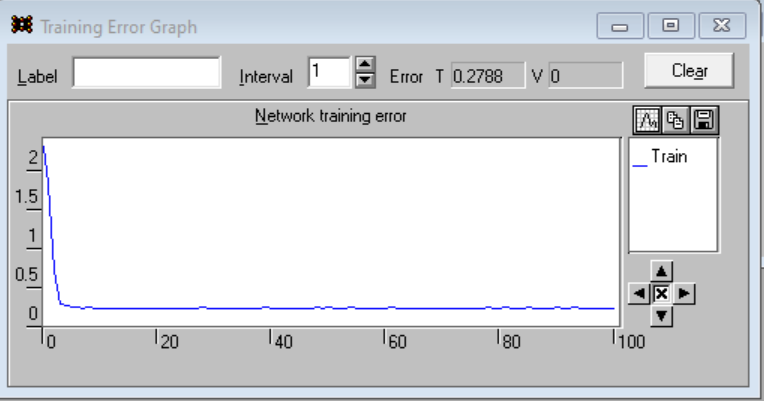 Training Error Graph
Label Interval 1 Error T 0.2788 V 0 Clear
Network training error
Train
2
1.5
1
0.5
0
0 20 40 60 80 100